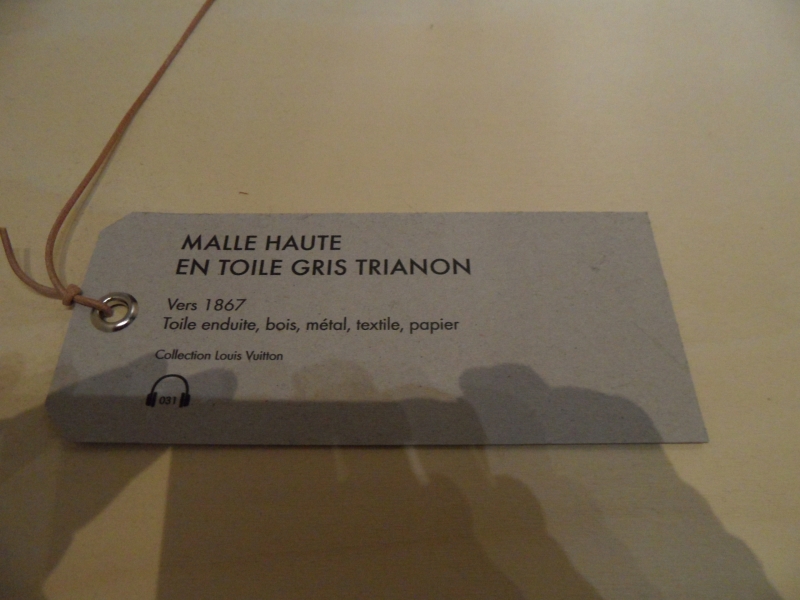 MALLE HAUTE
EN TOILE GRIS TRIANON
Vers 1867
Toile enduite, bois, métal, textile, papier
Collection Louis Vuitton
031